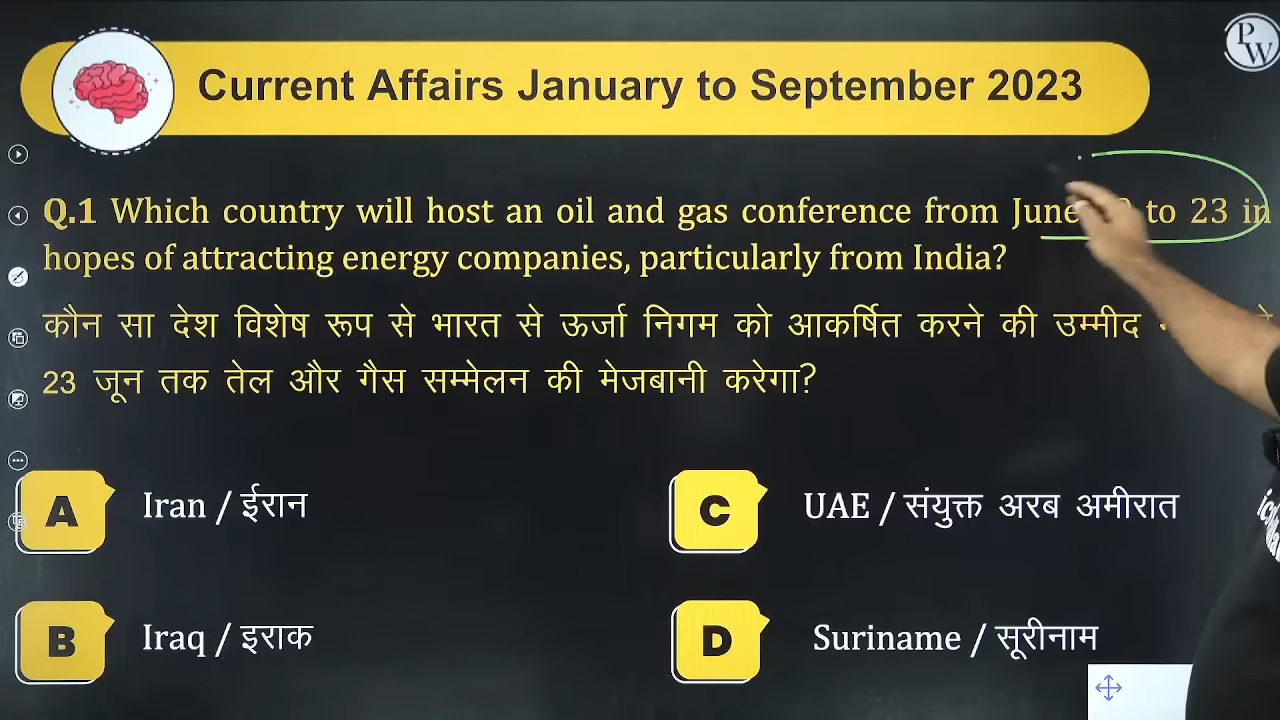 PW
Current Affairs January to September 2023
Q.1 Which country will host an oil and gas conference from June to 23 in
hopes of attracting energy companies, particularly from India?
कौन सा देश विशेष रूप से भारत से ऊर्जा निगम को आकर्षित करने की उम्मीद
23 जून तक तेल और गैस सम्मेलन की मेजबानी करेगा?
A Iran / ईरान
C UAE / संयुक्त अरब अमीरात
B Iraq / इराक
D Suriname / सूरीनाम